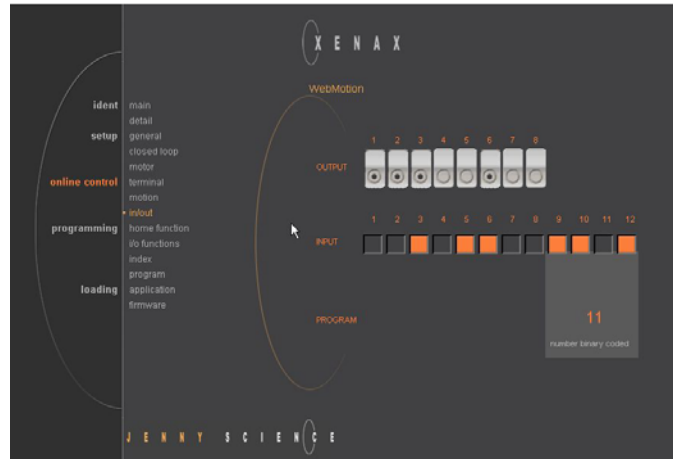 XENAX
WebMotion
ident main
detail
setup general
closed loop
motor
online control terminal
motion
in/out
programming home function
i/o functions
index
program
loading application
firmware
1 2 3 4 5 6 7 8
OUTPUT
1 2 3 4 5 6 7 8 9 10 11 12
INPUT
PROGRAM
11
number binary coded
JENNY SCIENCE